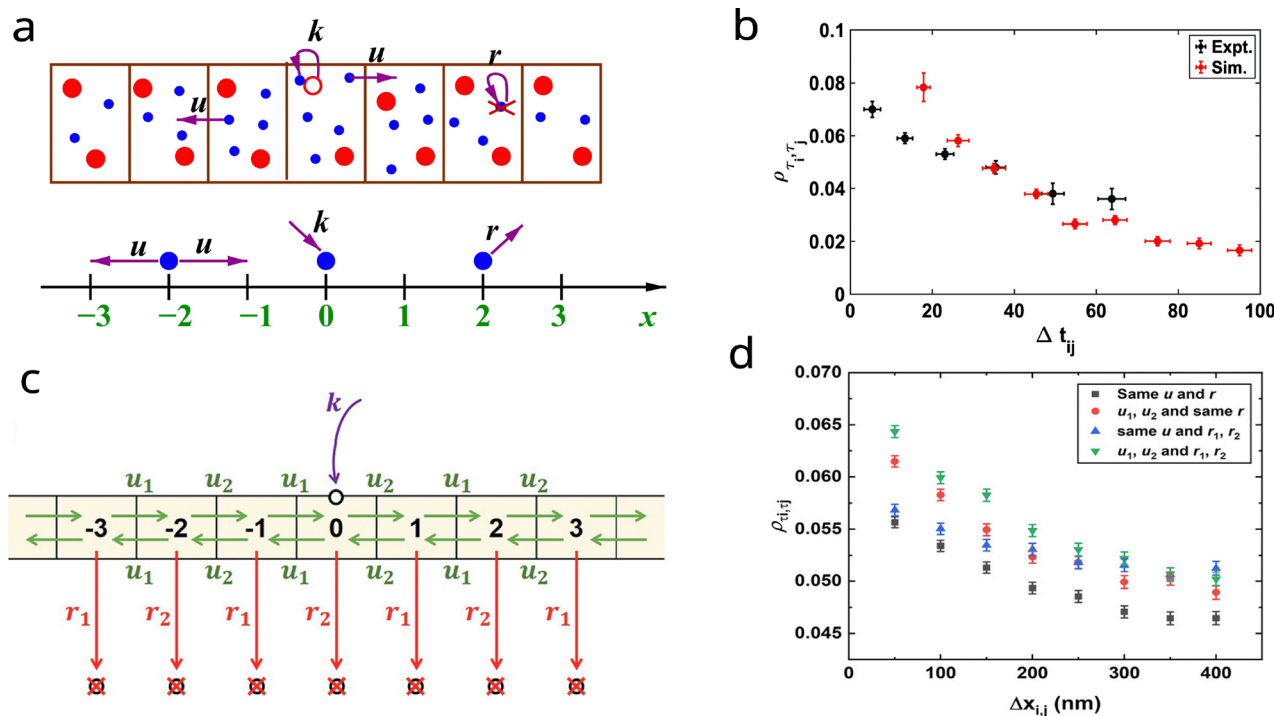 a
k
r
u
u
u
u
k
r
−3
−2
−1
0
1
2
3
x
b
Expt.
Sim.
0.1
0.08
0.06
0.04
0.02
0
ρτi,τj
0
20
40
60
80
100
Δ tij
c
k
u1
u2
u1
u2
u1
u2
-3
-2
-1
0
1
2
3
u1
u2
u1
u2
u1
u2
r1
r2
r1
r2
r1
r2
r1
d
Same u and r
u1, u2 and same r
same u and r1, r2
u1, u2 and r1, r2
0.070
0.065
0.060
0.055
0.050
0.045
ρτi,τj
0
100
200
300
400
Δxi,j (nm)